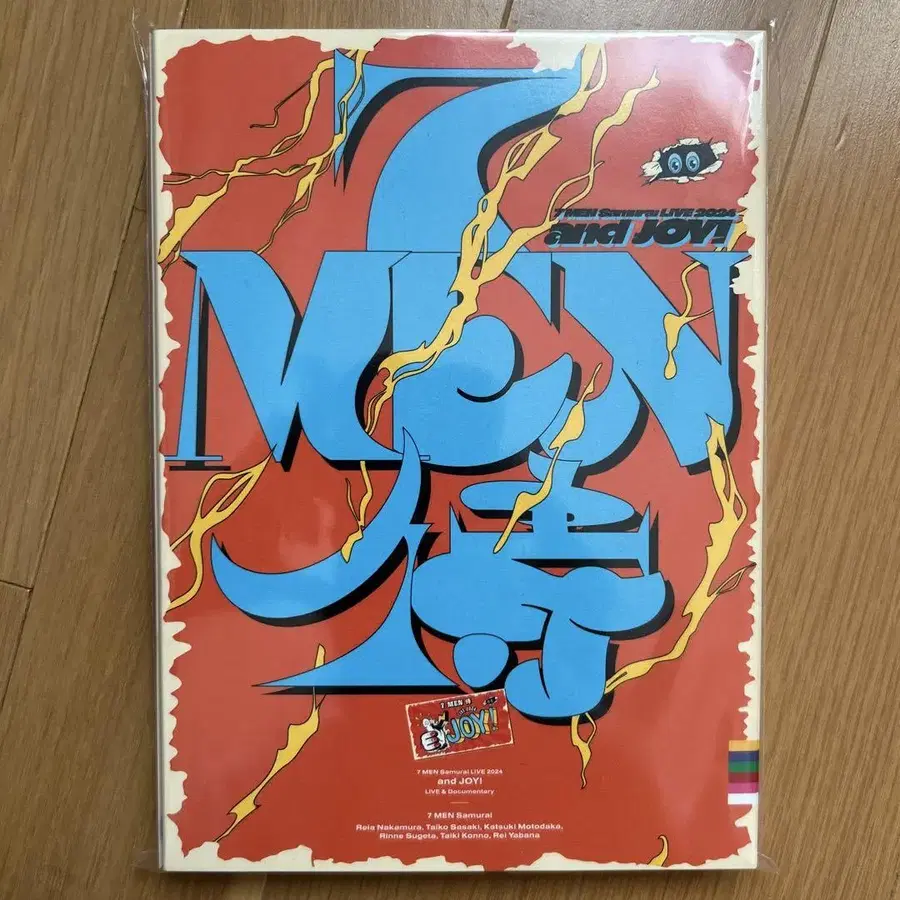 7
MEN
侍
7 MEN Samurai LIVE 2024
and JOY!
7 MEN 侍
and JOY!
7 MEN Samurai LIVE 2024
and JOY!
LIVE & Documentary
7 MEN Samurai
Reia Nakamura, Taiko Sasaki, Katsuki Motodaka,
Rinne Sugeta, Taiki Konno, Rei Yabana